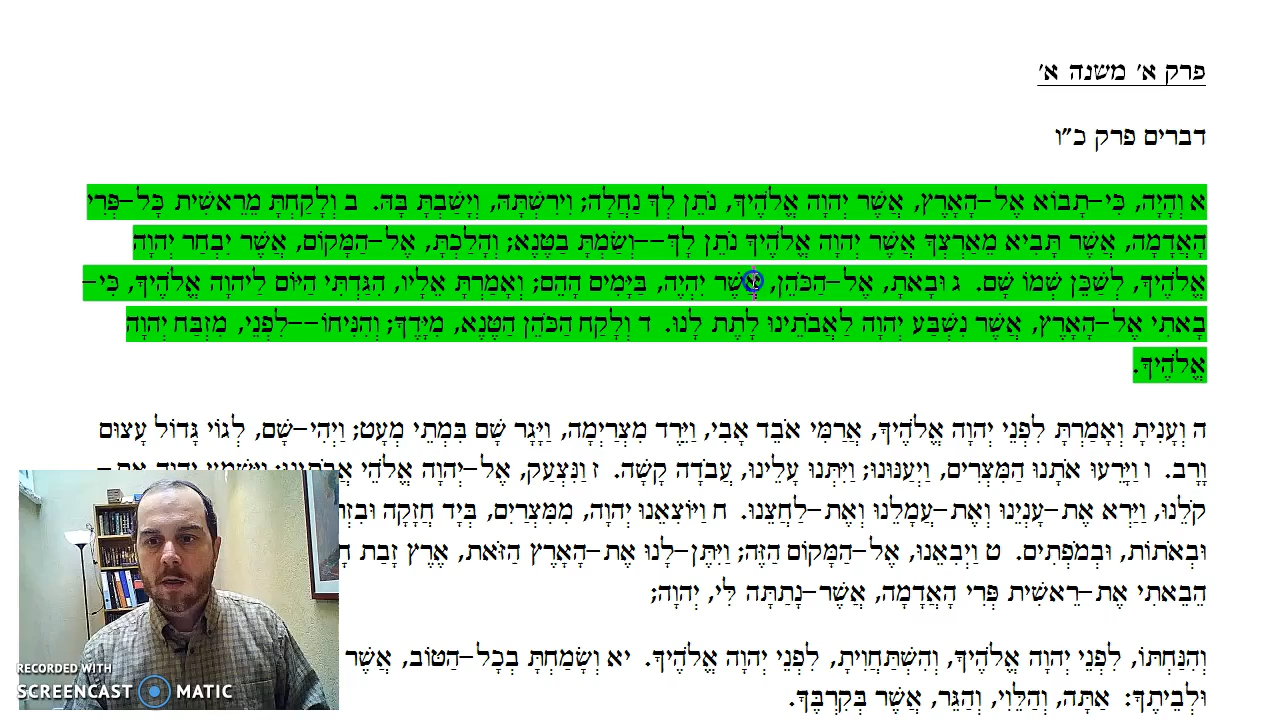 פרק א׳ משנה א׳
דברים פרק כ״ו
א וְהָיָה, כִּי-תָבוֹא אֶל-הָאָרֶץ, אֲשֶׁר יְהוָה אֱלֹהֶיךָ, נֹתֵן לְךָ נַחֲלָה; וִירִשְׁתָּהּ, וְיָשַׁבְתָּ בָּהּ. ב וְלָקַחְתָּ מֵרֵאשִׁית כָּל-פְּרִי
הָאֲדָמָה, אֲשֶׁר תָּבִיא מֵאַרְצְךָ אֲשֶׁר יְהוָה אֱלֹהֶיךָ נֹתֵן לָךְ--וְשַׂמְתָּ בַטֶּנֶא; וְהָלַכְתָּ, אֶל-הַמָּקוֹם, אֲשֶׁר יִבְחַר יְהוָה
אֱלֹהֶיךָ, לְשַׁכֵּן שְׁמוֹ שָׁם. ג וּבָאתָ, אֶל-הַכֹּהֵן, אֲשֶׁר יִהְיֶה, בַּיָּמִים הָהֵם; וְאָמַרְתָּ אֵלָיו, הִגַּדְתִּי הַיּוֹם לַיהוָה אֱלֹהֶיךָ, כִּי-
בָאתִי אֶל-הָאָרֶץ, אֲשֶׁר נִשְׁבַּע יְהוָה לַאֲבֹתֵינוּ לָתֶת לָנוּ. ד וְלָקַח הַכֹּהֵן הַטֶּנֶא, מִיָּדֶךָ; וְהִנִּיחוֹ--לִפְנֵי, מִזְבַּח יְהוָה
אֱלֹהֶיךָ.
ה וְעָנִיתָ וְאָמַרְתָּ לִפְנֵי יְהוָה אֱלֹהֶיךָ, אֲרַמִּי אֹבֵד אָבִי, וַיֵּרֶד מִצְרַיְמָה, וַיָּגָר שָׁם בִּמְתֵי מְעָט; וַיְהִי-שָׁם, לְגוֹי גָּדוֹל עָצוּם
וָרָב. ו וַיָּרֵעוּ אֹתָנוּ הַמִּצְרִים, וַיְעַנּוּנוּ; וַיִּתְּנוּ עָלֵינוּ, עֲבֹדָה קָשָׁה. ז וַנִּצְעַק, אֶל-יְהוָה אֱלֹהֵי
קֹלֵנוּ, וַיַּרְא אֶת-עָנְיֵנוּ וְאֶת-עֲמָלֵנוּ וְאֶת-לַחֲצֵנוּ. ח וַיּוֹצִאֵנוּ יְהוָה, מִמִּצְרַיִם, בְּיָד חֲזָקָה
וּבְאֹתוֹת, וּבְמֹפְתִים. ט וַיְבִאֵנוּ, אֶל-הַמָּקוֹם הַזֶּה; וַיִּתֶּן-לָנוּ אֶת-הָאָרֶץ הַזֹּאת, אֶרֶץ זָבַת
הֵבֵאתִי אֶת-רֵאשִׁית פְּרִי הָאֲדָמָה, אֲשֶׁר-נָתַתָּה לִּי, יְהוָה;
וְהִנַּחְתּוֹ, לִפְנֵי יְהוָה אֱלֹהֶיךָ, וְהִשְׁתַּחֲוִיתָ, לִפְנֵי יְהוָה אֱלֹהֶיךָ. יא וְשָׂמַחְתָּ בְכָל-הַטּוֹב, אֲשֶׁר
וּלְבֵיתֶךָ: אַתָּה, וְהַלֵּוִי, וְהַגֵּר, אֲשֶׁר בְּקִרְבֶּךָ.
RECORDED WITH
SCREENCAST MATIC